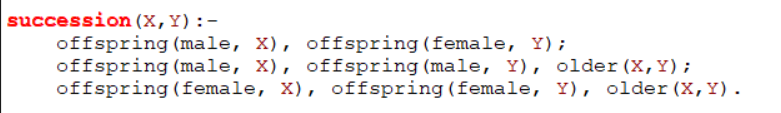 succession(X,Y):-
offspring(male, X), offspring(female, Y);
offspring(male, X), offspring(male, Y), older(X,Y);
offspring(female, X), offspring(female, Y), older(X,Y).